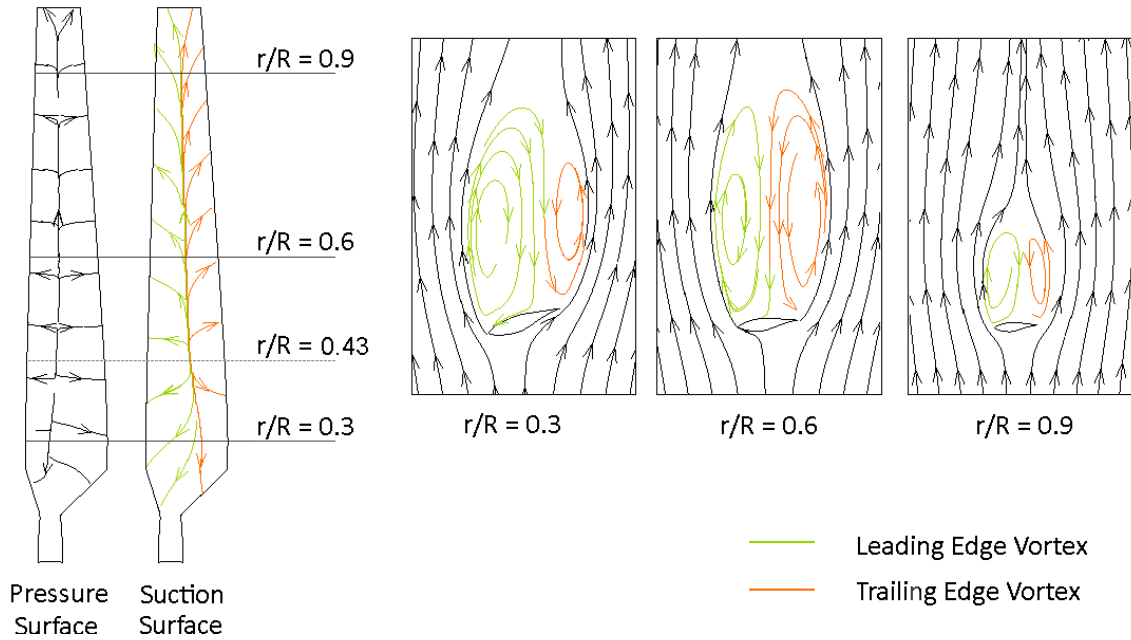 r/R = 0.9
r/R = 0.6
r/R = 0.43
r/R = 0.3
Pressure
Surface
Suction
Surface
r/R = 0.3
r/R = 0.6
r/R = 0.9
Leading Edge Vortex
Trailing Edge Vortex